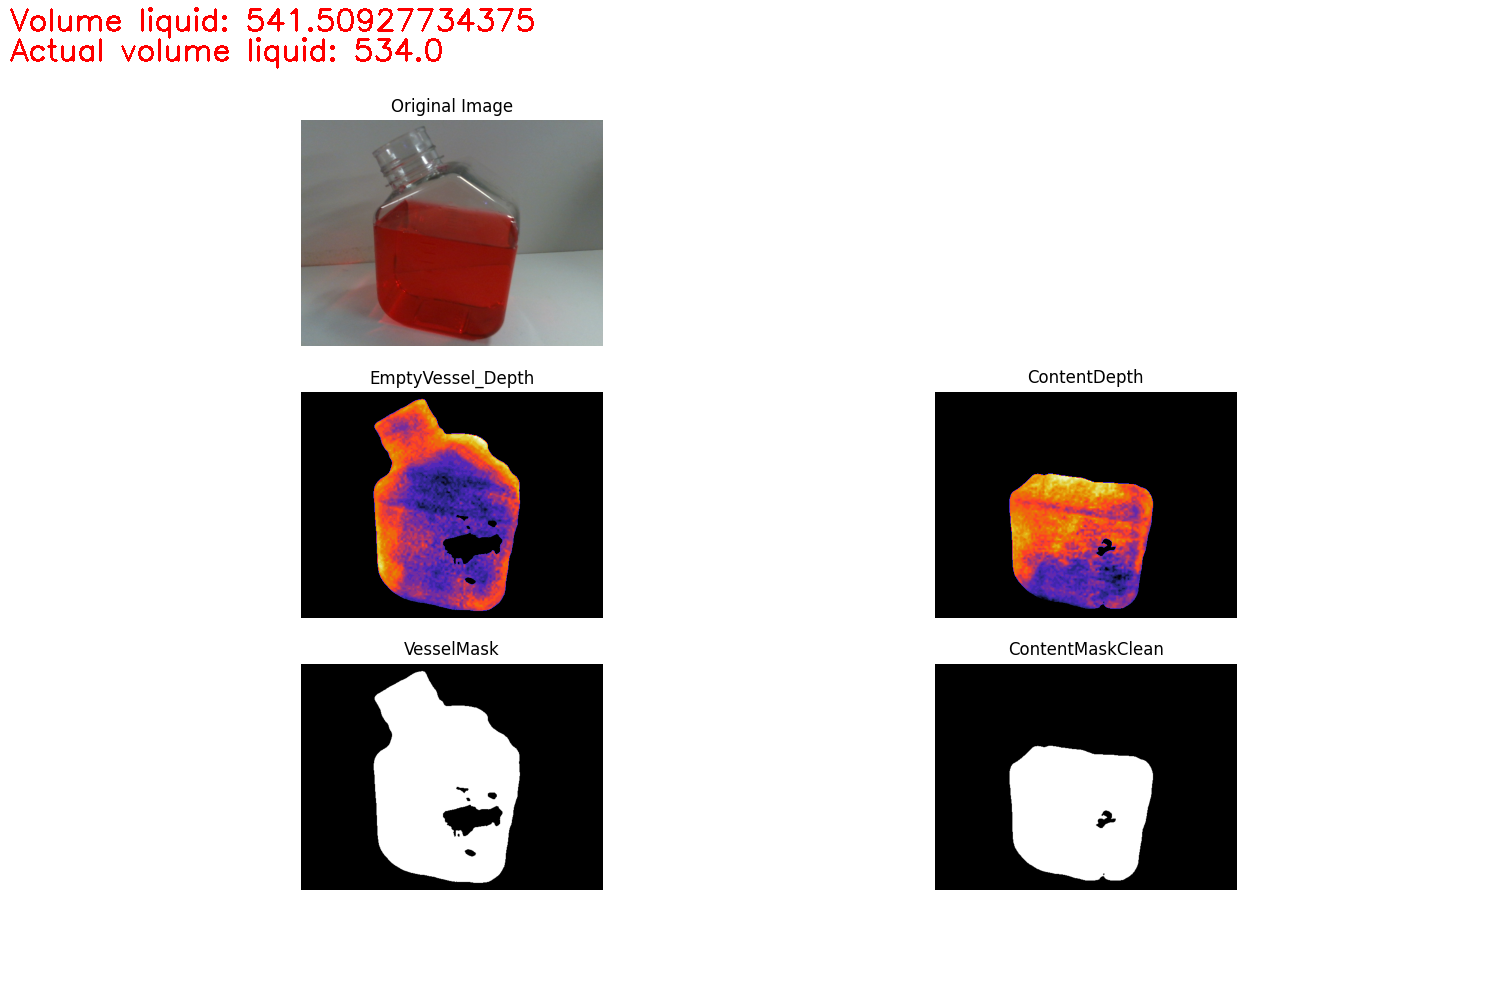 Volume liquid: 541.50927734375
Actual volume liquid: 534.0
Original Image
EmptyVessel_Depth
ContentDepth
VesselMask
ContentMaskClean